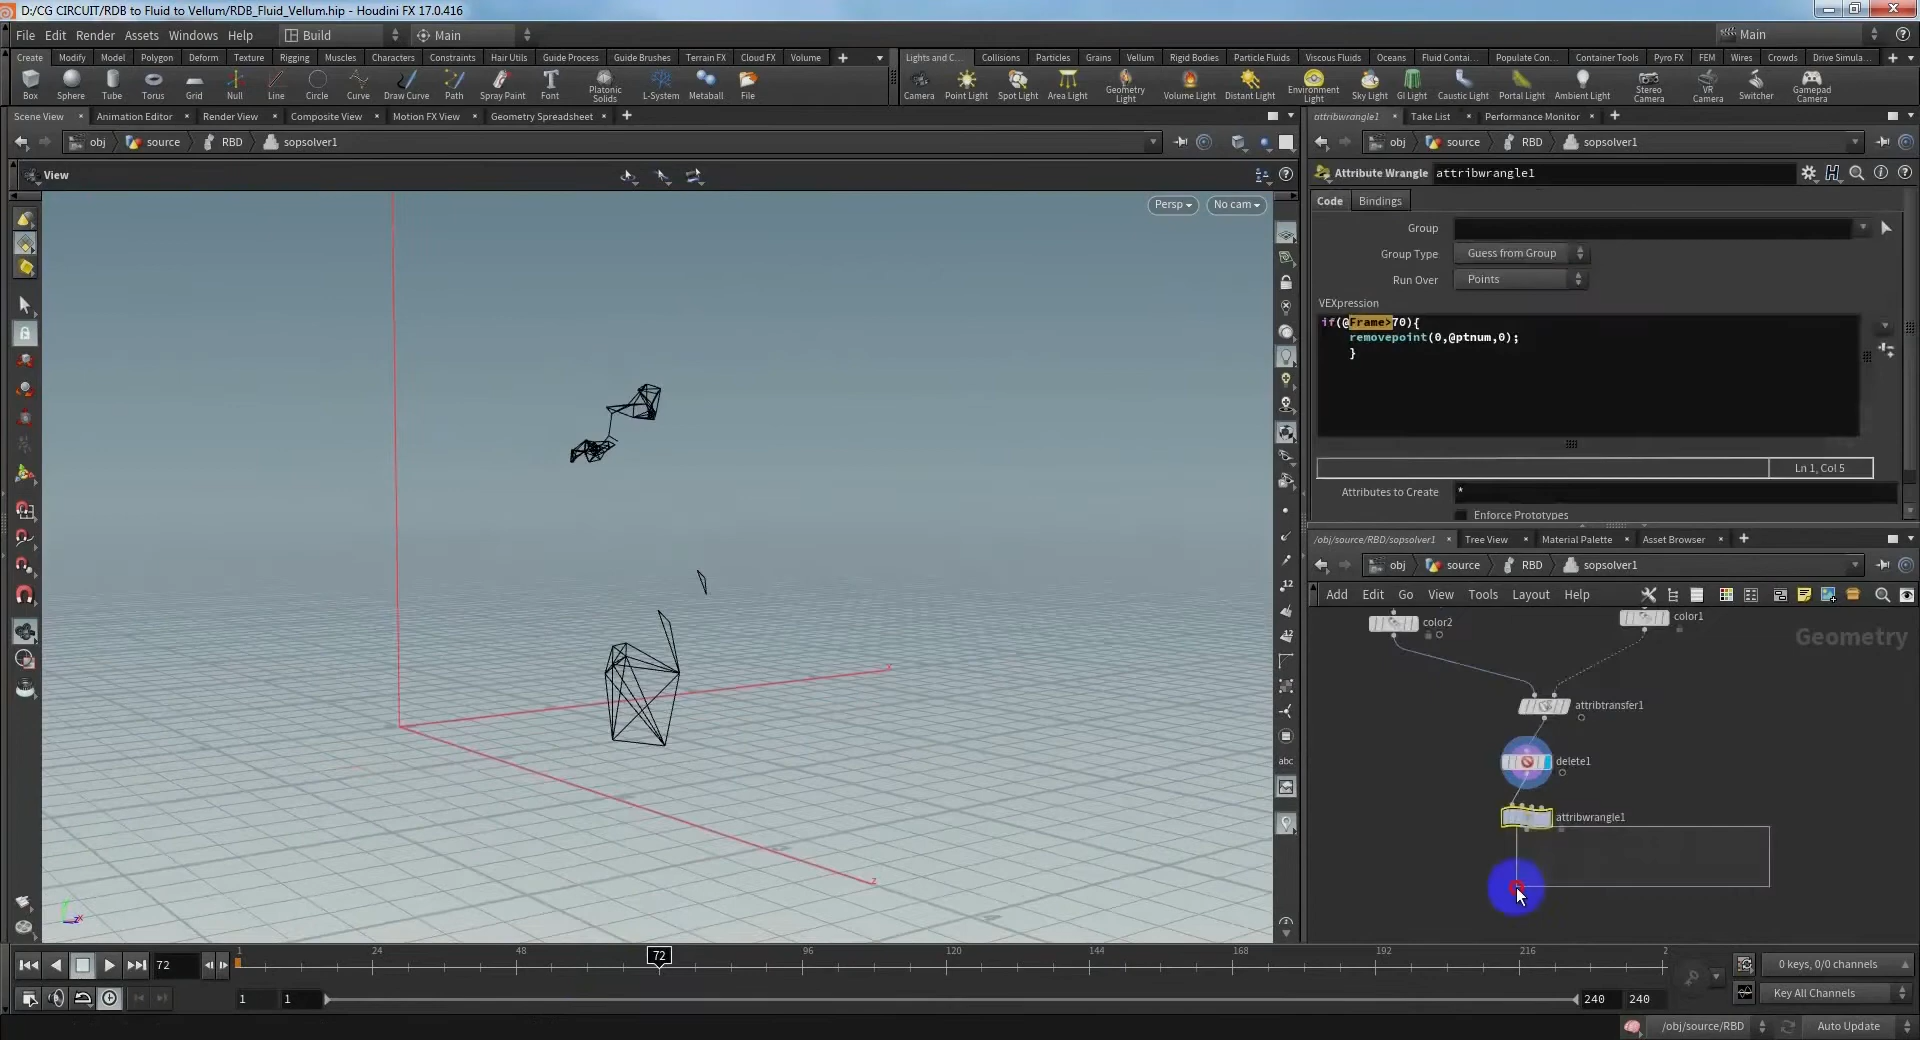 D:/CG CIRCUIT/RDB to Fluid to Vellum/RDB_Fluid_Vellum.hip - Houdini FX 17.0.416
File Edit Render Assets Windows Help Build Main Main
Create Modify Model Polygon Deform Texture Rigging Muscles Characters Constraints Hair Utils Guide Process Guide Brushes Terrain FX Cloud FX Volume
Lights and C... Collisions Particles Grains Vellum Rigid Bodies Particle Fluids Viscous Fluids Oceans Fluid Contai... Populate Con... Container Tools Pyro FX FEM Wires Crowds Drive Simula...
Box Sphere Tube Torus Grid Null Line Circle Curve Draw Curve Path Spray Paint Font Platonic Solids L-System Metaball File
Camera Point Light Spot Light Area Light Geometry Light Volume Light Distant Light Environment Light Sky Light GI Light Caustic Light Portal Light Ambient Light Stereo Camera VR Camera Switcher Gamepad Camera
Scene View Animation Editor Render View Composite View Motion FX View Geometry Spreadsheet
attribwrangle1 Take List Performance Monitor
obj source RBD sopsolver1
obj source RBD sopsolver1
View
Attribute Wrangle attribwrangle1
Code Bindings
Persp No cam
Group
Group Type Guess from Group
Run Over Points
VEXpression
if(@Frame>70){
removepoint(0,@ptnum,0);
}
Ln 1, Col 5
Attributes to Create *
Enforce Prototypes
/obj/source/RBD/sopsolver1 Tree View Material Palette Asset Browser
obj source RBD sopsolver1
Add Edit Go View Tools Layout Help
12
12
abc
color2 color1
Geometry
attribtransfer1
delete1
attribwrangle1
x
z
72 1 24 48 72 96 120 144 168 192 216 2
0 keys, 0/0 channels
1 1 240 240 Key All Channels
/obj/source/RBD Auto Update